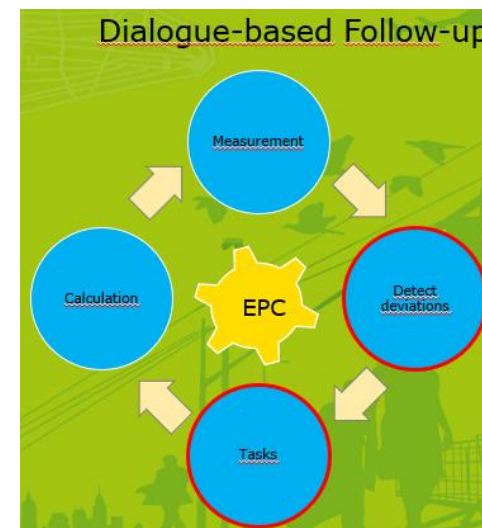 Dialogue-based Follow-up
Measurement
Calculation
EPC
Detect
deviations
Tasks